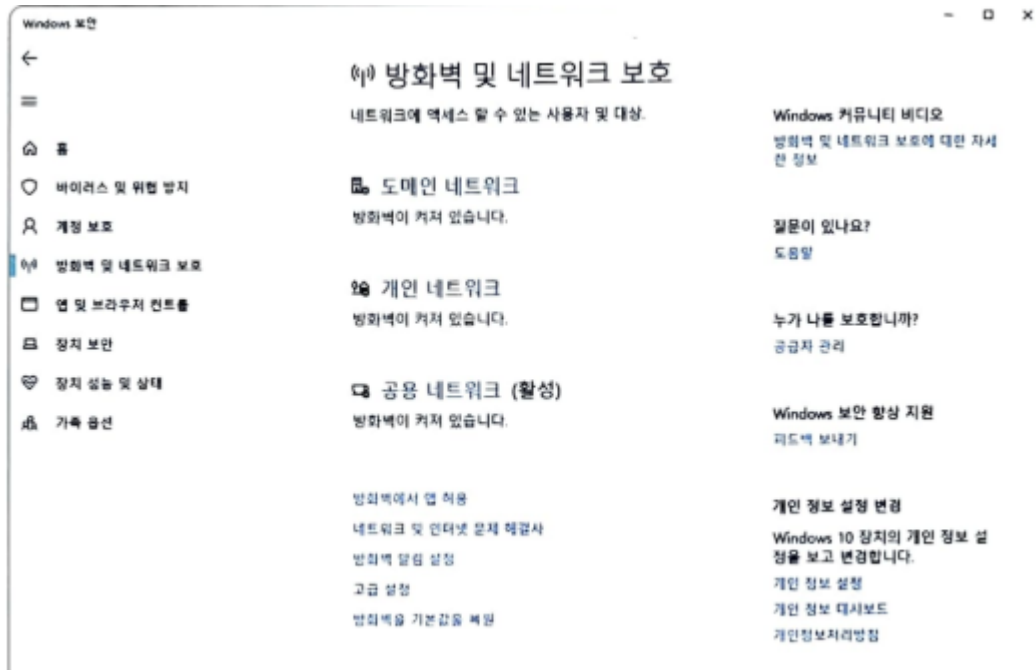 Windows 보안
홈
바이러스 및 위협 방지
계정 보호
방화벽 및 네트워크 보호
앱 및 브라우저 컨트롤
장치 보안
장치 성능 및 상태
가족 옵션
방화벽 및 네트워크 보호
네트워크에 액세스 할 수 있는 사용자 및 대상.
도메인 네트워크
방화벽이 켜져 있습니다.
개인 네트워크
방화벽이 켜져 있습니다.
공용 네트워크 (활성)
방화벽이 켜져 있습니다.
방화벽에서 앱 허용
네트워크 및 인터넷 문제 해결사
방화벽 알림 설정
고급 설정
방화벽을 기본값을 복원
Windows 커뮤니티 비디오
방화벽 및 네트워크 보호에 대한 자세
한 정보
질문이 있나요?
도움말
누가 나를 보호합니까?
공급자 관리
Windows 보안 향상 지원
피드백 보내기
개인 정보 설정 변경
Windows 10 장치의 개인 정보 설
정을 보고 변경합니다.
개인 정보 설정
개인 정보 대시보드
개인정보처리방침